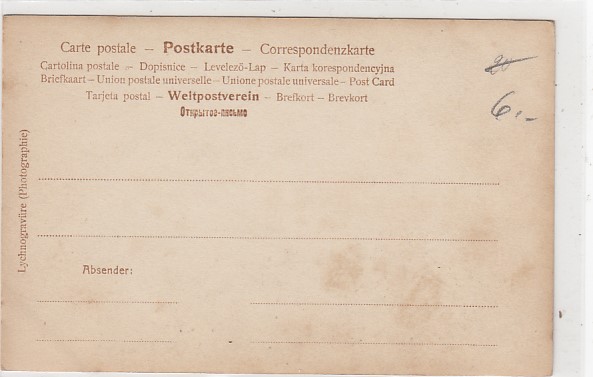 Carte postale – Postkarte – Correspondenzkarte
Cartolina postale – Dopisnice – Levelező-Lap – Karta korespondencyjna
Briefkaart – Union postale universelle – Unione postale universale – Post Card
Tarjeta postal – Weltpostverein – Brefkort – Brevkort
Открытое-письмо
20
6.-
Lychnogravüre (Photographie)
Absender: